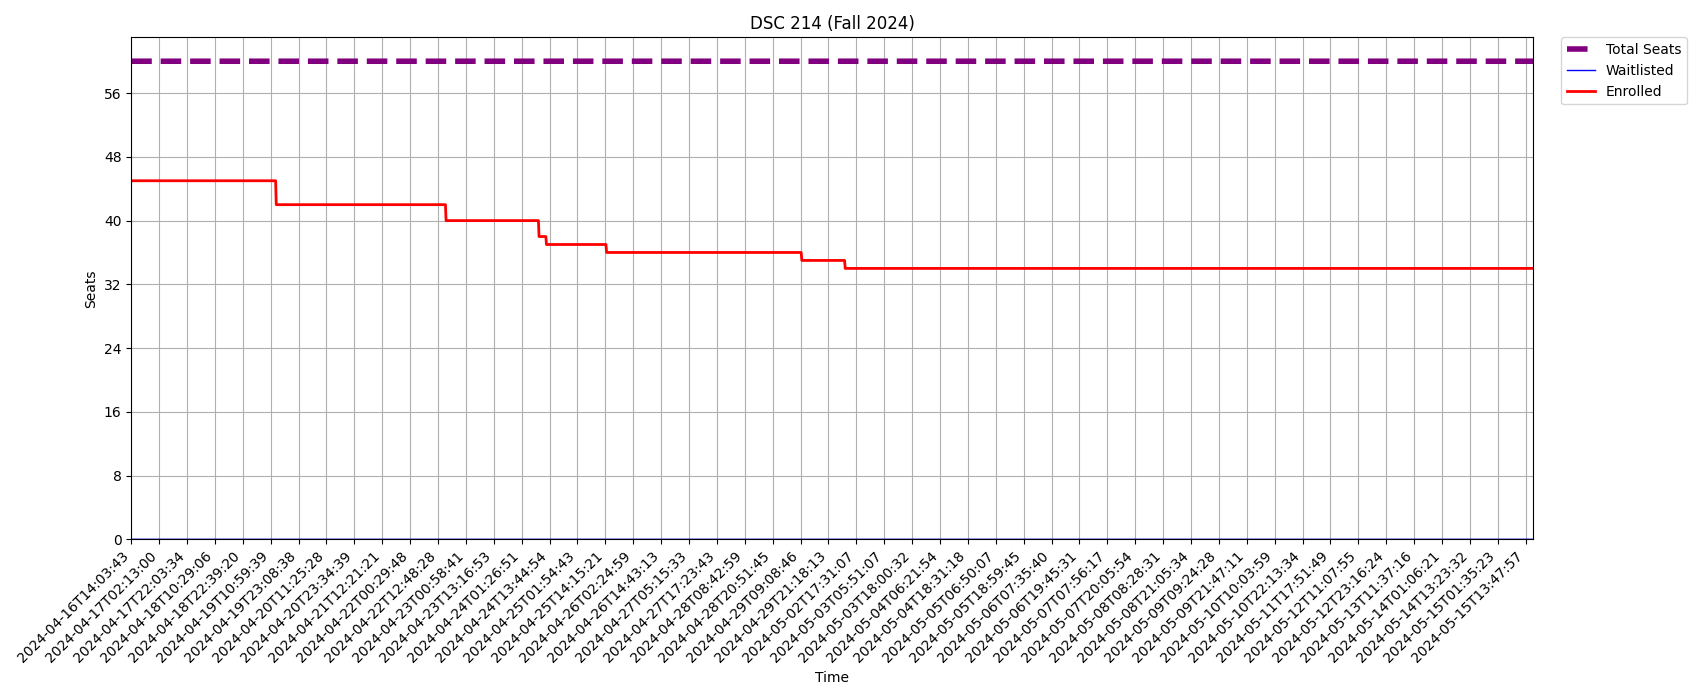 DSC 214 (Fall 2024)
Total Seats
Waitlisted
Enrolled
56
48
40
32
24
16
8
0
Seats
2024-04-16T14:03:43
2024-04-17T02:13:00
2024-04-17T22:03:34
2024-04-18T10:29:06
2024-04-18T22:39:20
2024-04-19T10:59:39
2024-04-19T23:08:38
2024-04-20T11:25:28
2024-04-20T23:34:39
2024-04-21T12:21:21
2024-04-22T00:29:48
2024-04-22T12:48:28
2024-04-23T00:58:41
2024-04-23T13:16:53
2024-04-24T01:26:51
2024-04-24T13:44:54
2024-04-25T01:54:43
2024-04-25T14:15:21
2024-04-26T02:24:59
2024-04-26T14:43:13
2024-04-27T05:15:33
2024-04-27T17:23:43
2024-04-28T08:42:59
2024-04-28T20:51:45
2024-04-29T09:08:46
2024-04-29T21:18:13
2024-05-02T17:31:07
2024-05-03T05:51:07
2024-05-03T18:00:32
2024-05-04T06:21:54
2024-05-04T18:31:18
2024-05-05T06:50:07
2024-05-05T18:59:45
2024-05-06T07:35:40
2024-05-06T19:45:31
2024-05-07T07:56:17
2024-05-07T20:05:54
2024-05-08T08:28:31
2024-05-08T21:05:34
2024-05-09T09:24:28
2024-05-09T21:47:11
2024-05-10T10:03:59
2024-05-10T22:13:34
2024-05-11T17:51:49
2024-05-12T11:07:55
2024-05-12T23:16:24
2024-05-13T11:37:16
2024-05-14T01:06:21
2024-05-14T13:23:32
2024-05-15T01:35:23
2024-05-15T13:47:57
Time